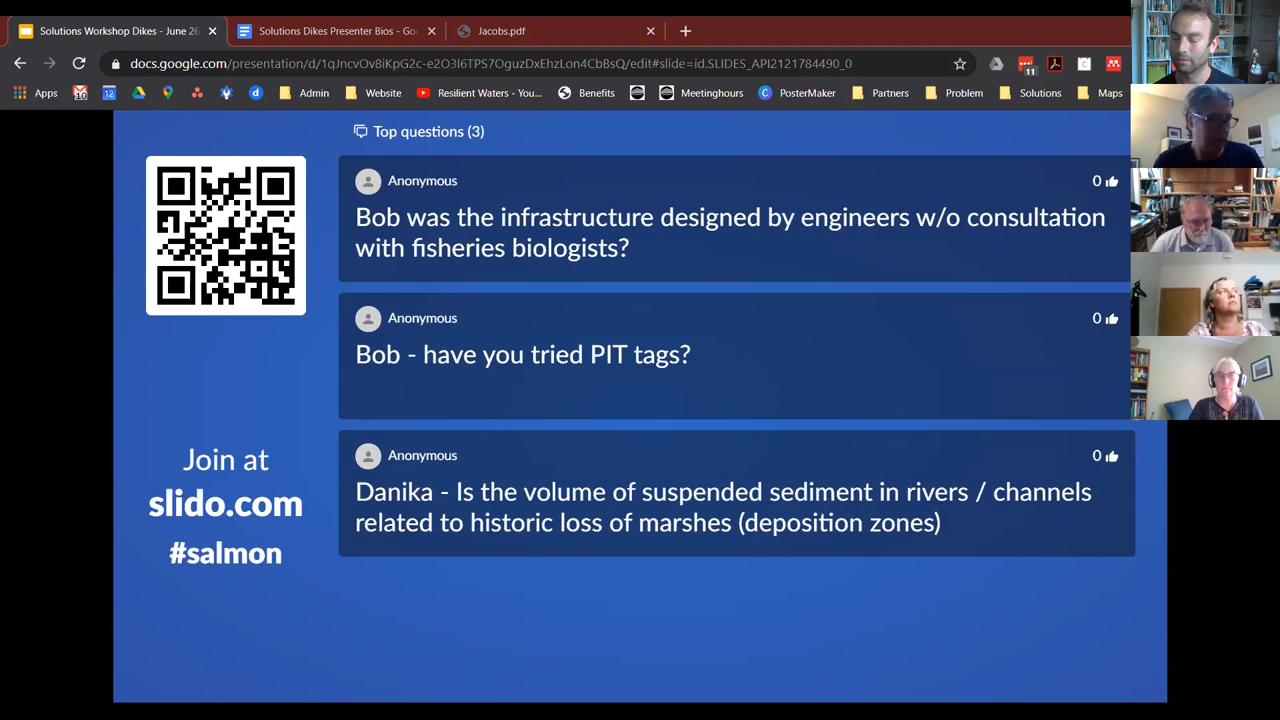 Solutions Workshop Dikes - June 26
Solutions Dikes Presenter Bios - Goo
Jacobs.pdf
docs.google.com/presentation/d/1qJncvOv8iKpG2c-e2O3l6TPS7OguzDxEhzLon4CbBsQ/edit#slide=id.SLIDES_API2121784490_0
11
Apps
10
12
Admin
Website
Resilient Waters - You...
Benefits
Meetinghours
PosterMaker
Partners
Problem
Solutions
Maps
Top questions (3)
Anonymous
0
Bob was the infrastructure designed by engineers w/o consultation
with fisheries biologists?
Anonymous
0
Bob - have you tried PIT tags?
Anonymous
0
Danika - Is the volume of suspended sediment in rivers / channels
related to historic loss of marshes (deposition zones)
Join at
slido.com
#salmon